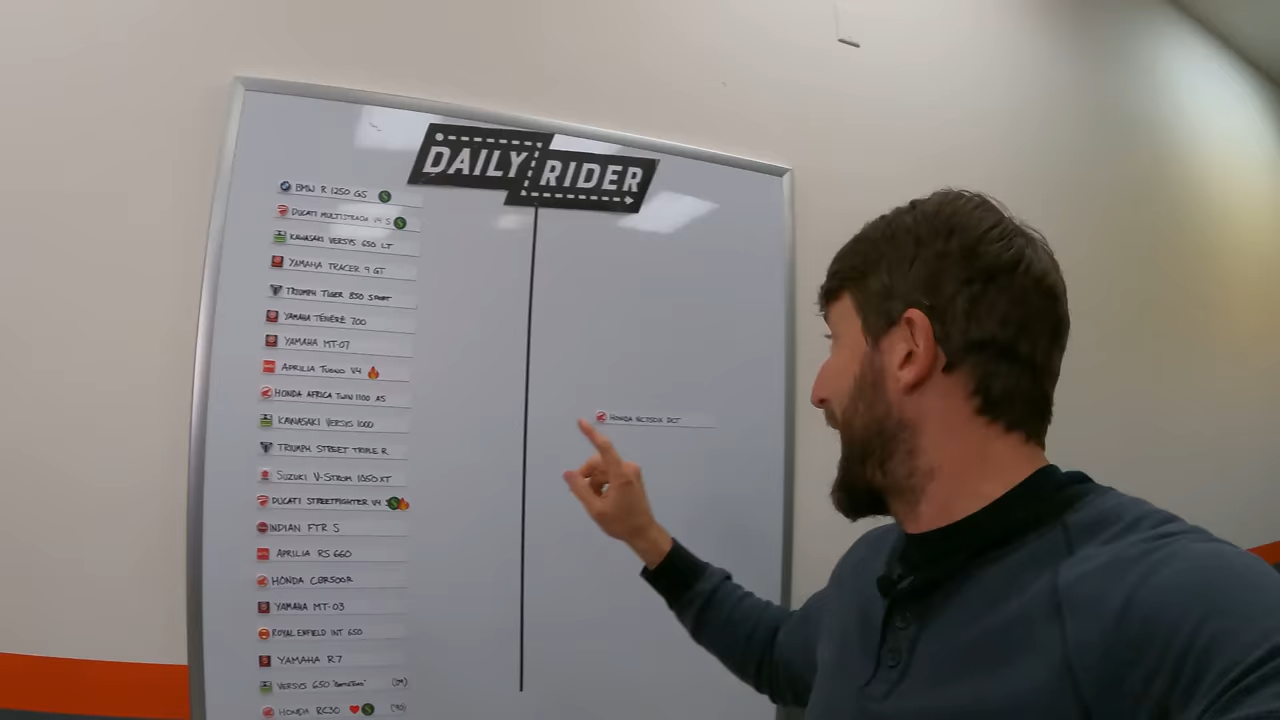 DAILY RIDER
BMW R 1250 GS $
DUCATI MULTISTRADA V4 S $
KAWASAKI VERSYS 650 LT
YAMAHA TRACER 9 GT
TRIUMPH TIGER 850 SPORT
YAMAHA TÉNÉRÉ 700
YAMAHA MT-07
APRILIA TUONO V4
HONDA AFRICA TWIN 1100 AS
KAWASAKI VERSYS 1000
TRIUMPH STREET TRIPLE R
SUZUKI V-STROM 1050XT
DUCATI STREETFIGHTER V4 $
INDIAN FTR S
APRILIA RS 660
HONDA CBR500R
YAMAHA MT-03
ROYAL ENFIELD INT 650
YAMAHA R7
VERSYS 650
HONDA RC30 $ ('90)
HONDA NC750X DCT